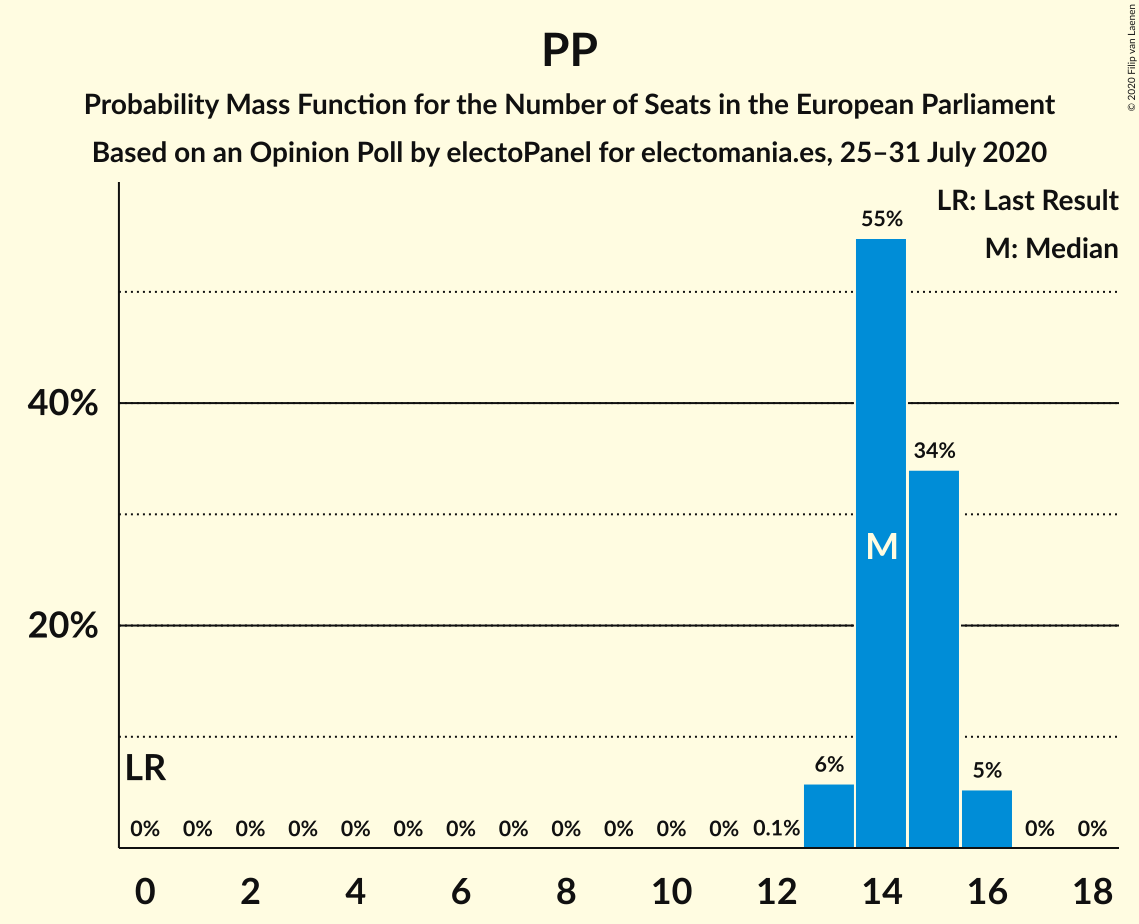 PP
Probability Mass Function for the Number of Seats in the European Parliament
Based on an Opinion Poll by electoPanel for electomania.es, 25–31 July 2020
© 2020 Filip van Laenen
LR: Last Result
M: Median
55%
40%
34%
M
20%
LR
6%
5%
0% 0% 0% 0% 0% 0% 0% 0% 0% 0% 0% 0% 0.1% 0% 0%
0 2 4 6 8 10 12 14 16 18